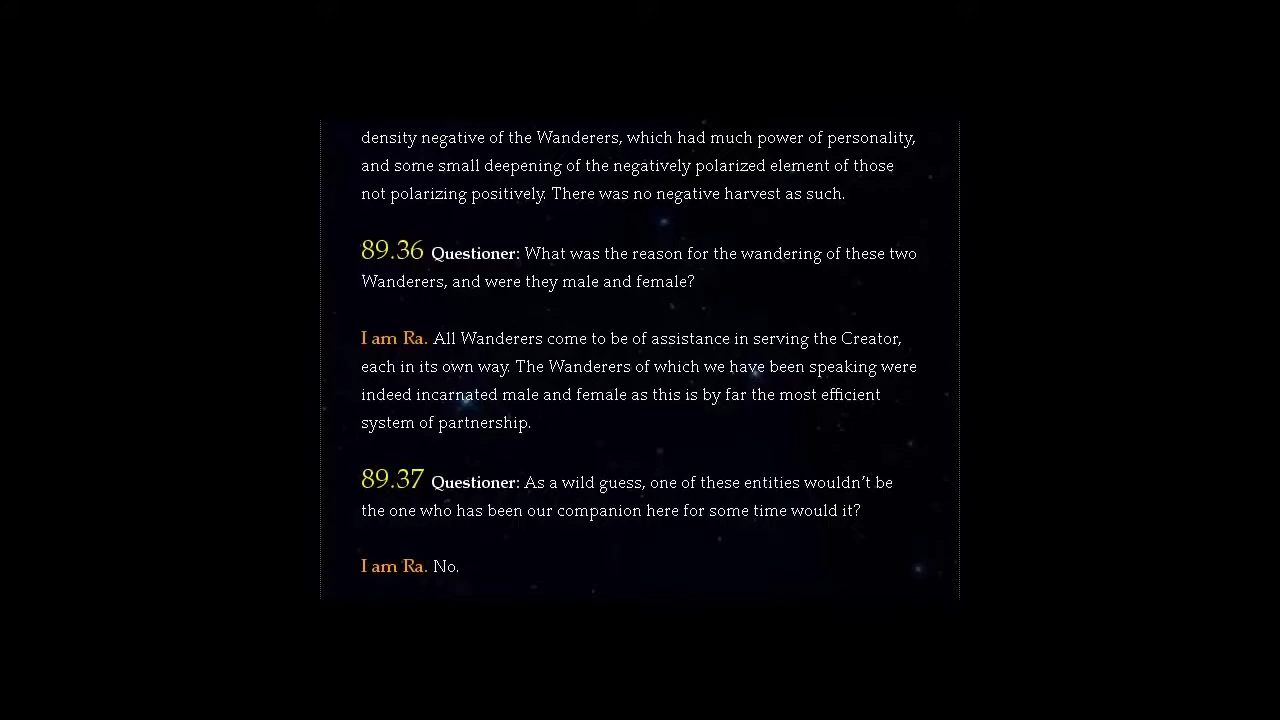 density negative of the Wanderers, which had much power of personality,
and some small deepening of the negatively polarized element of those
not polarizing positively. There was no negative harvest as such.
89.36 Questioner: What was the reason for the wandering of these two
Wanderers, and were they male and female?
I am Ra. All Wanderers come to be of assistance in serving the Creator,
each in its own way. The Wanderers of which we have been speaking were
indeed incarnated male and female as this is by far the most efficient
system of partnership.
89.37 Questioner: As a wild guess, one of these entities wouldn’t be
the one who has been our companion here for some time would it?
I am Ra. No.